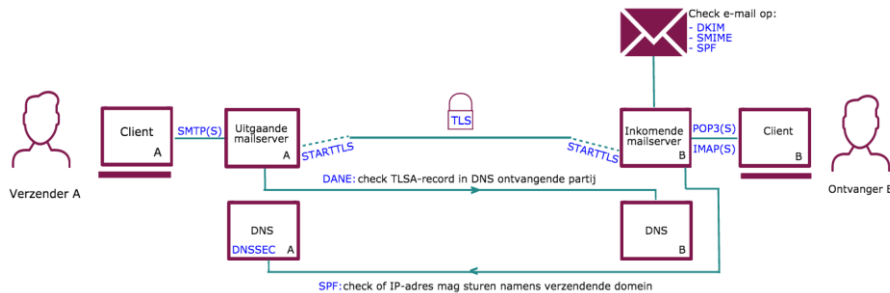 Check e-mail op:
- DKIM
- SMIME
- SPF
Client
A
SMTP(S)
Uitgaande
mailserver
A
STARTTLS
TLS
STARTTLS
Inkomende
mailserver
B
POP3(S)
IMAP(S)
Client
B
Verzender A
Ontvanger B
DANE: check TLSA-record in DNS ontvangende partij
DNS
DNSSEC
A
DNS
B
SPF: check of IP-adres mag sturen namens verzendende domein